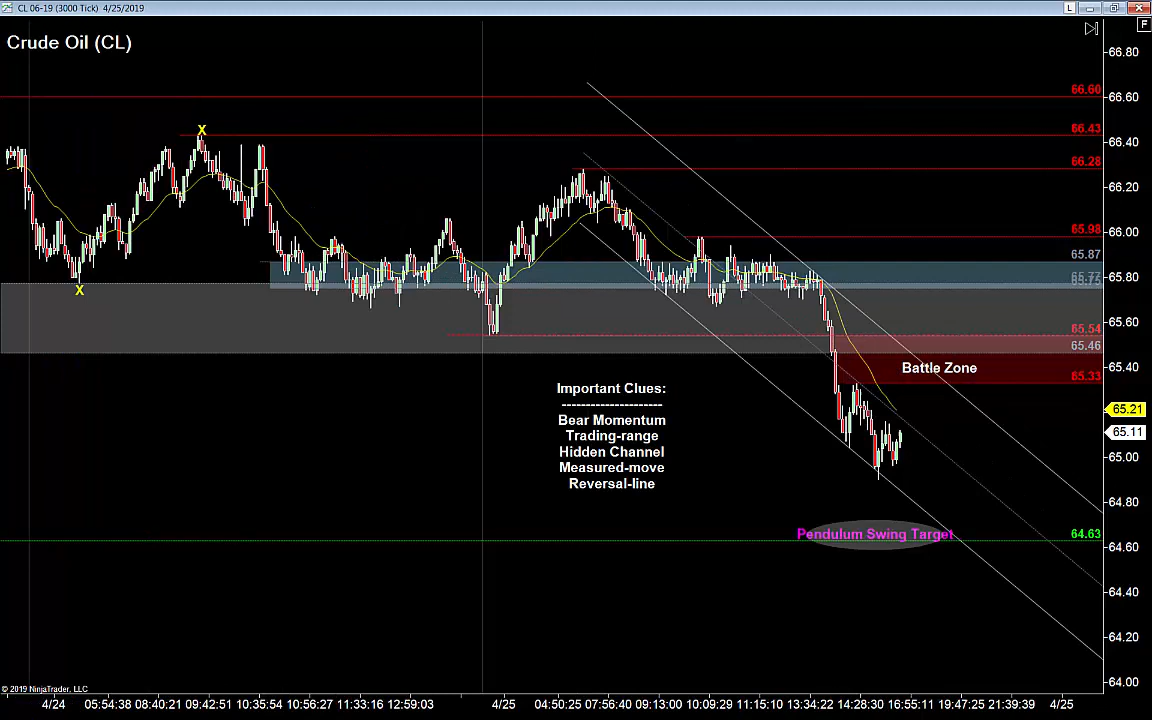 CL 06-19 (3000 Tick) 4/25/2019
L
F
Crude Oil (CL)
66.80
66.60
66.60
X
66.43
66.40
66.28
66.20
65.98
66.00
65.87
65.77
65.75
65.80
X
65.60
65.54
65.46
Battle Zone
65.40
65.33
Important Clues:
---------------------
Bear Momentum
Trading-range
Hidden Channel
Measured-move
Reversal-line
65.21
65.11
65.00
64.80
Pendulum Swing Target
64.63
64.60
64.40
64.20
64.00
© 2019 NinjaTrader, LLC
4/24 05:54:38 08:40:21 09:42:51 10:35:54 10:56:27 11:33:16 12:59:03 4/25 04:50:25 07:56:40 09:13:00 10:09:29 11:15:10 13:34:22 14:28:30 16:55:11 19:47:25 21:39:39 4/25